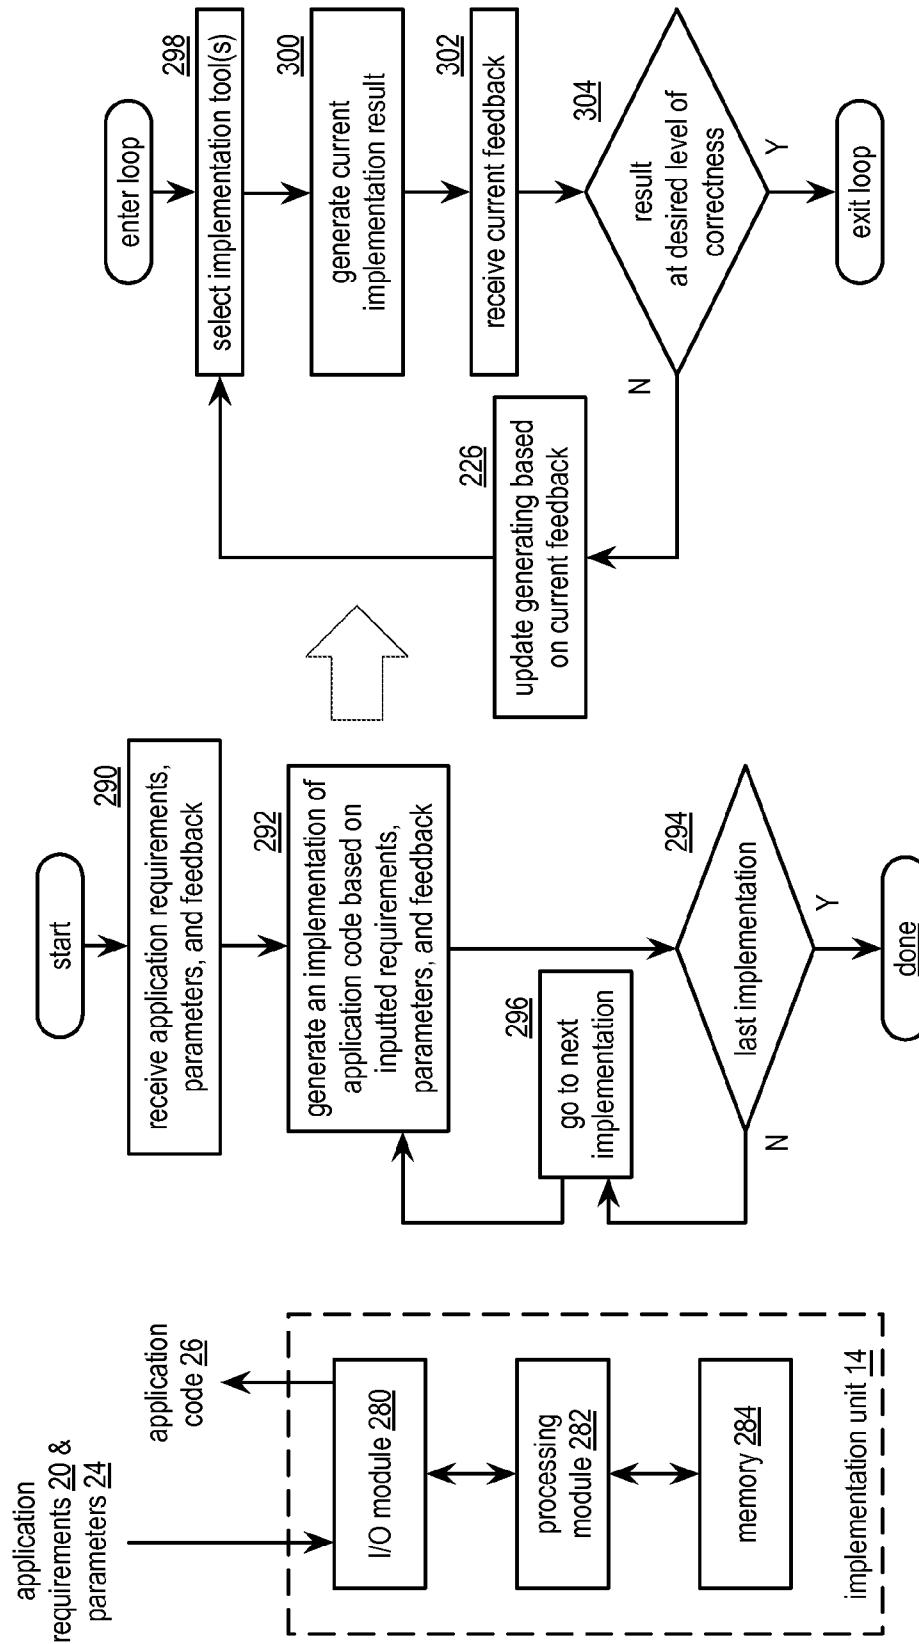 application
requirements 20 &
parameters 24
application
code 26
I/O module 280
processing
module 282
memory 284
implementation unit 14
start
290
receive application requirements,
parameters, and feedback
292
generate an implementation of
application code based on
inputted requirements,
parameters, and feedback
296
go to next
implementation
294
last implementation
N
Y
done
enter loop
298
select implementation tool(s)
300
generate current
implementation result
302
receive current feedback
304
result
at desired level of
correctness
N
Y
226
update generating based
on current feedback
exit loop